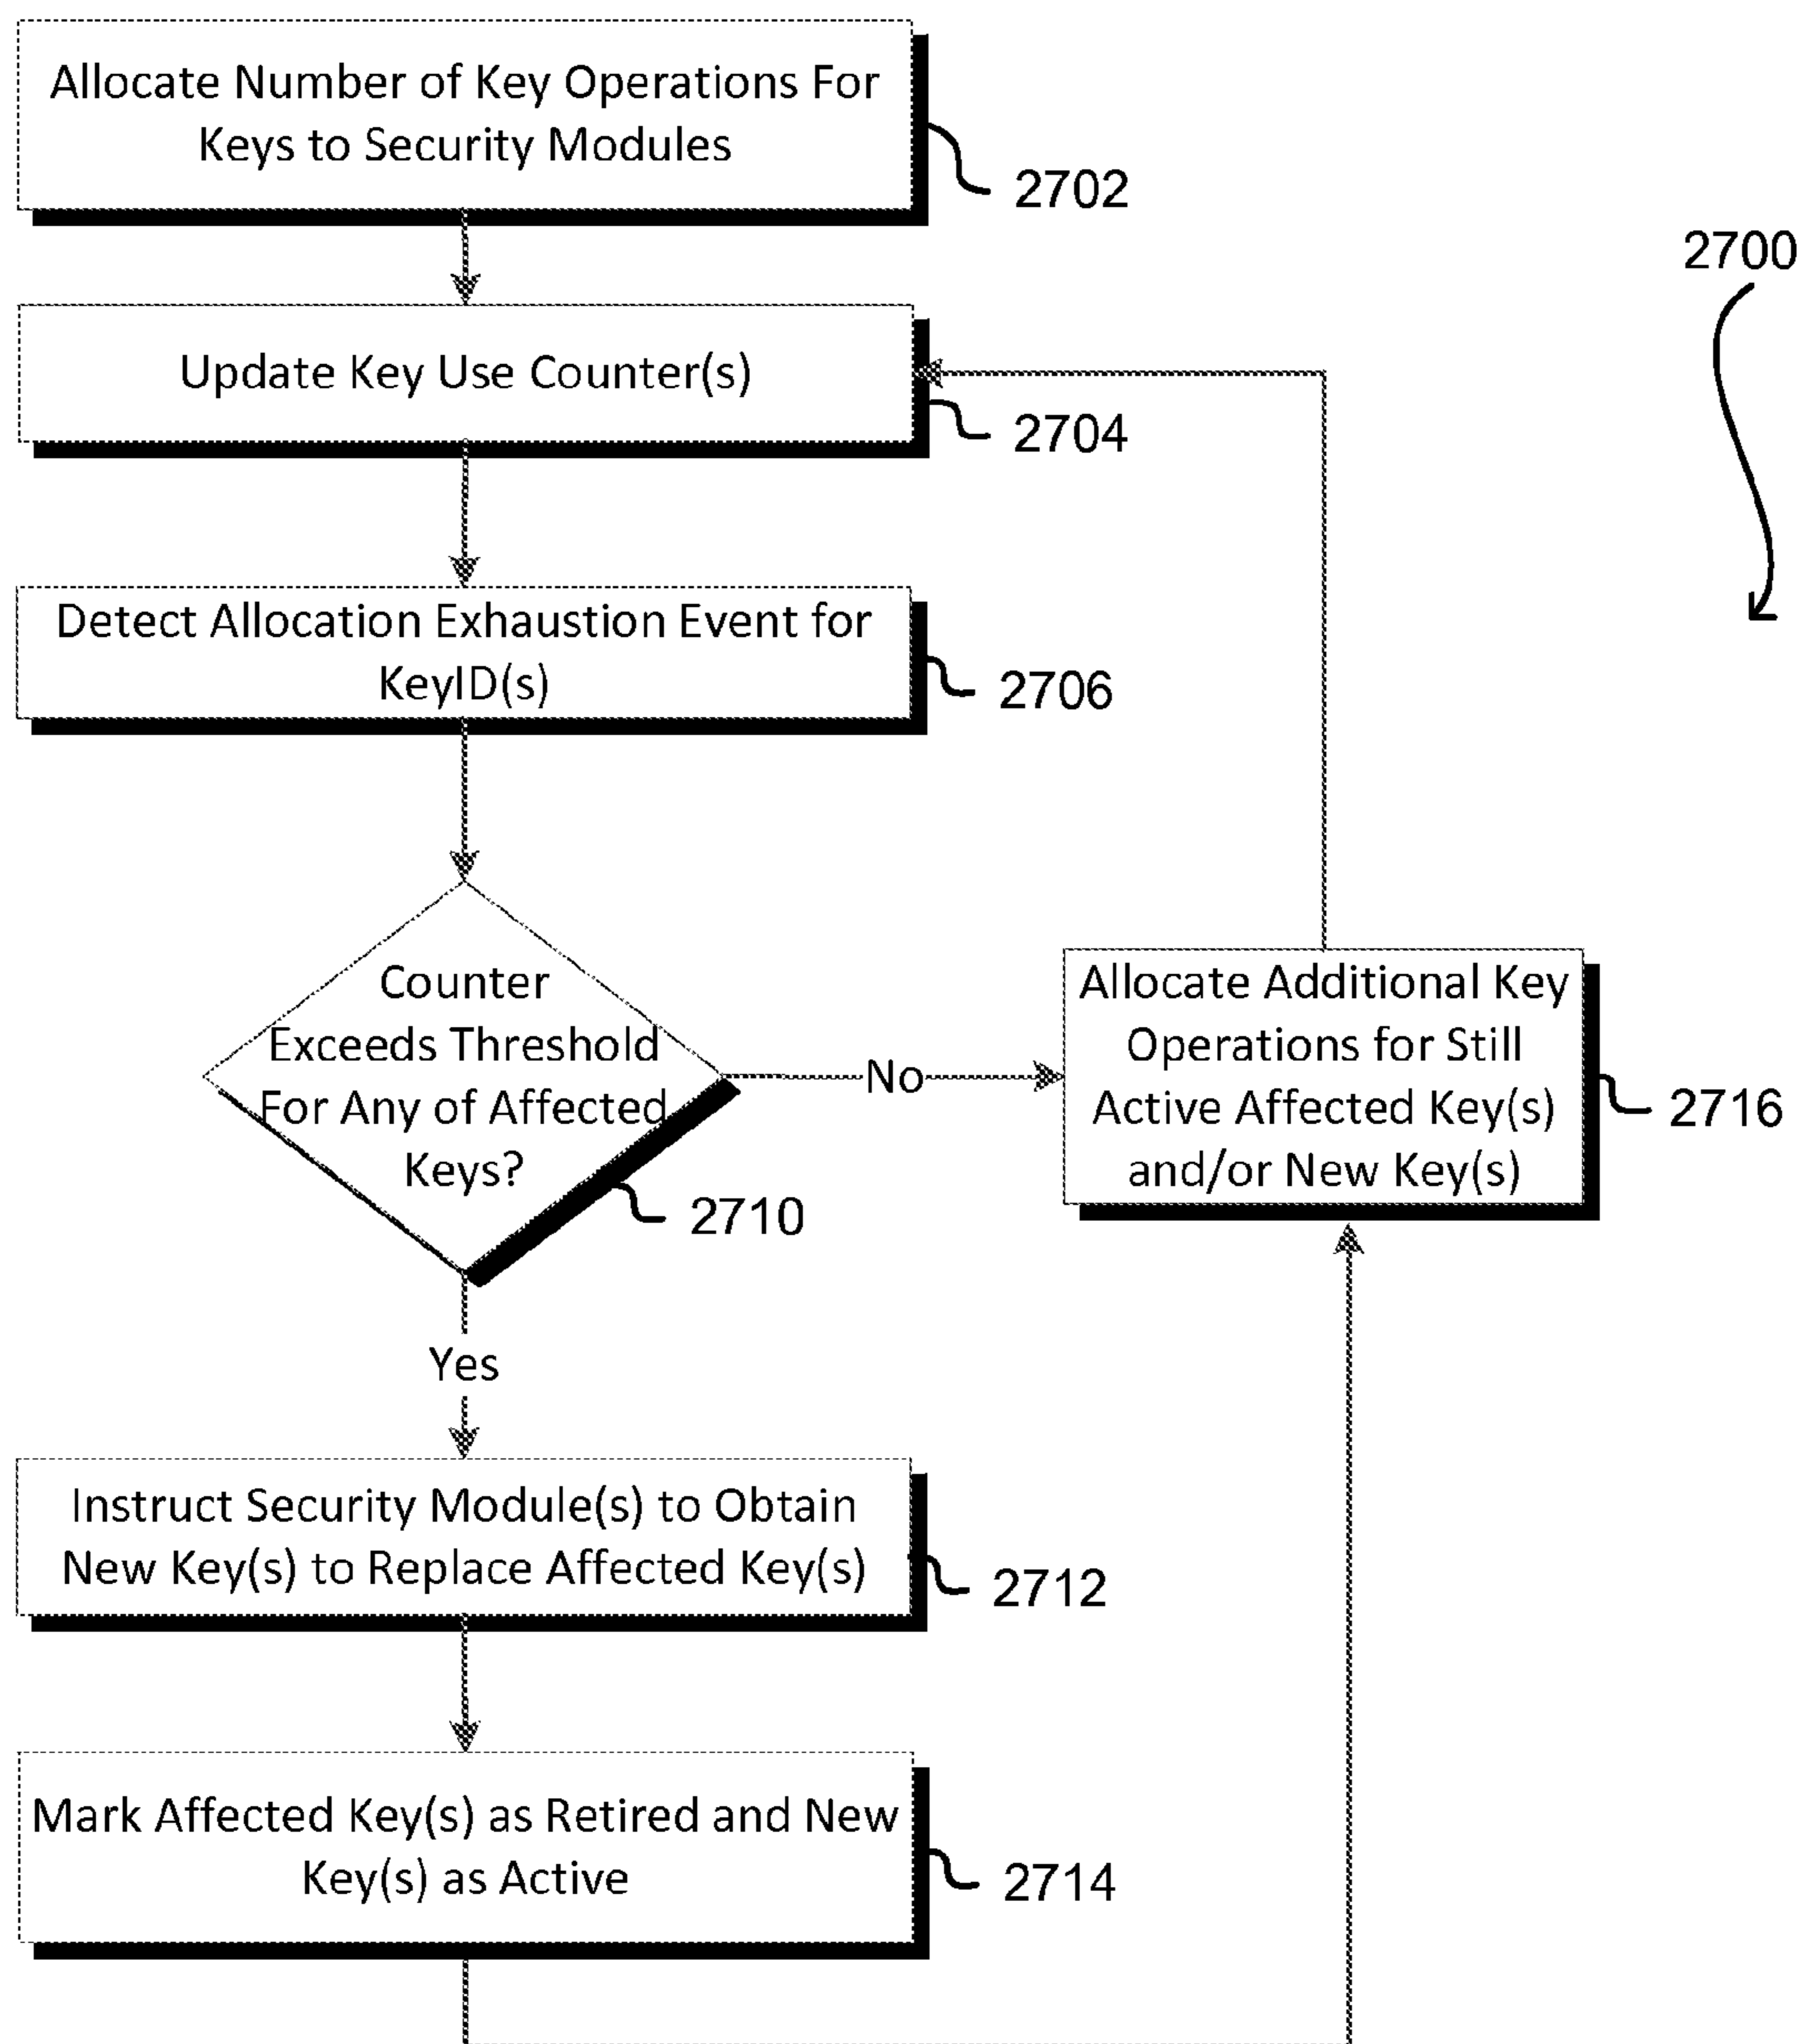 Allocate Number of Key Operations For
Keys to Security Modules
2702
2700
Update Key Use Counter(s)
2704
Detect Allocation Exhaustion Event for
KeyID(s)
2706
Counter
Exceeds Threshold
For Any of Affected
Keys?
2710
No
Allocate Additional Key
Operations for Still
Active Affected Key(s)
and/or New Key(s)
2716
Yes
Instruct Security Module(s) to Obtain
New Key(s) to Replace Affected Key(s)
2712
Mark Affected Key(s) as Retired and New
Key(s) as Active
2714